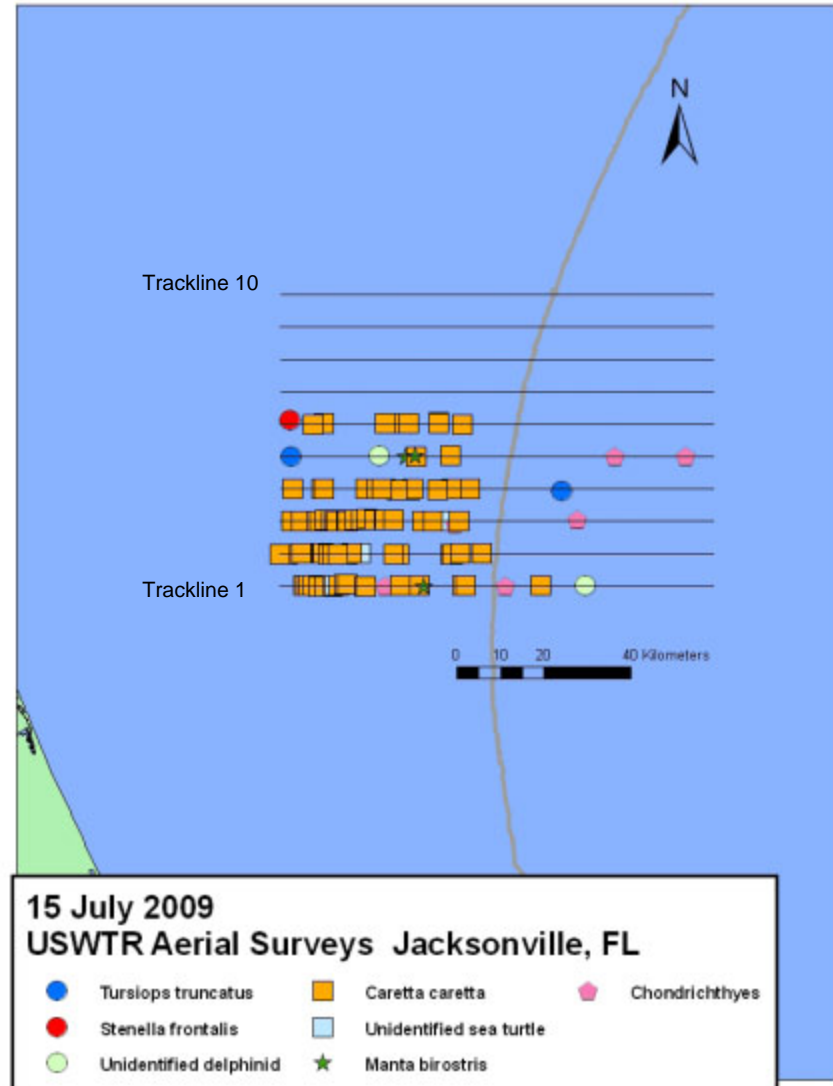 N
Trackline 10
Trackline 1
0 10 20 40 Kilometers
15 July 2009
USWTR Aerial Surveys Jacksonville, FL
Tursiops truncatus Caretta caretta Chondrichthyes
Stenella frontalis Unidentified sea turtle
Unidentified delphinid Manta birostris